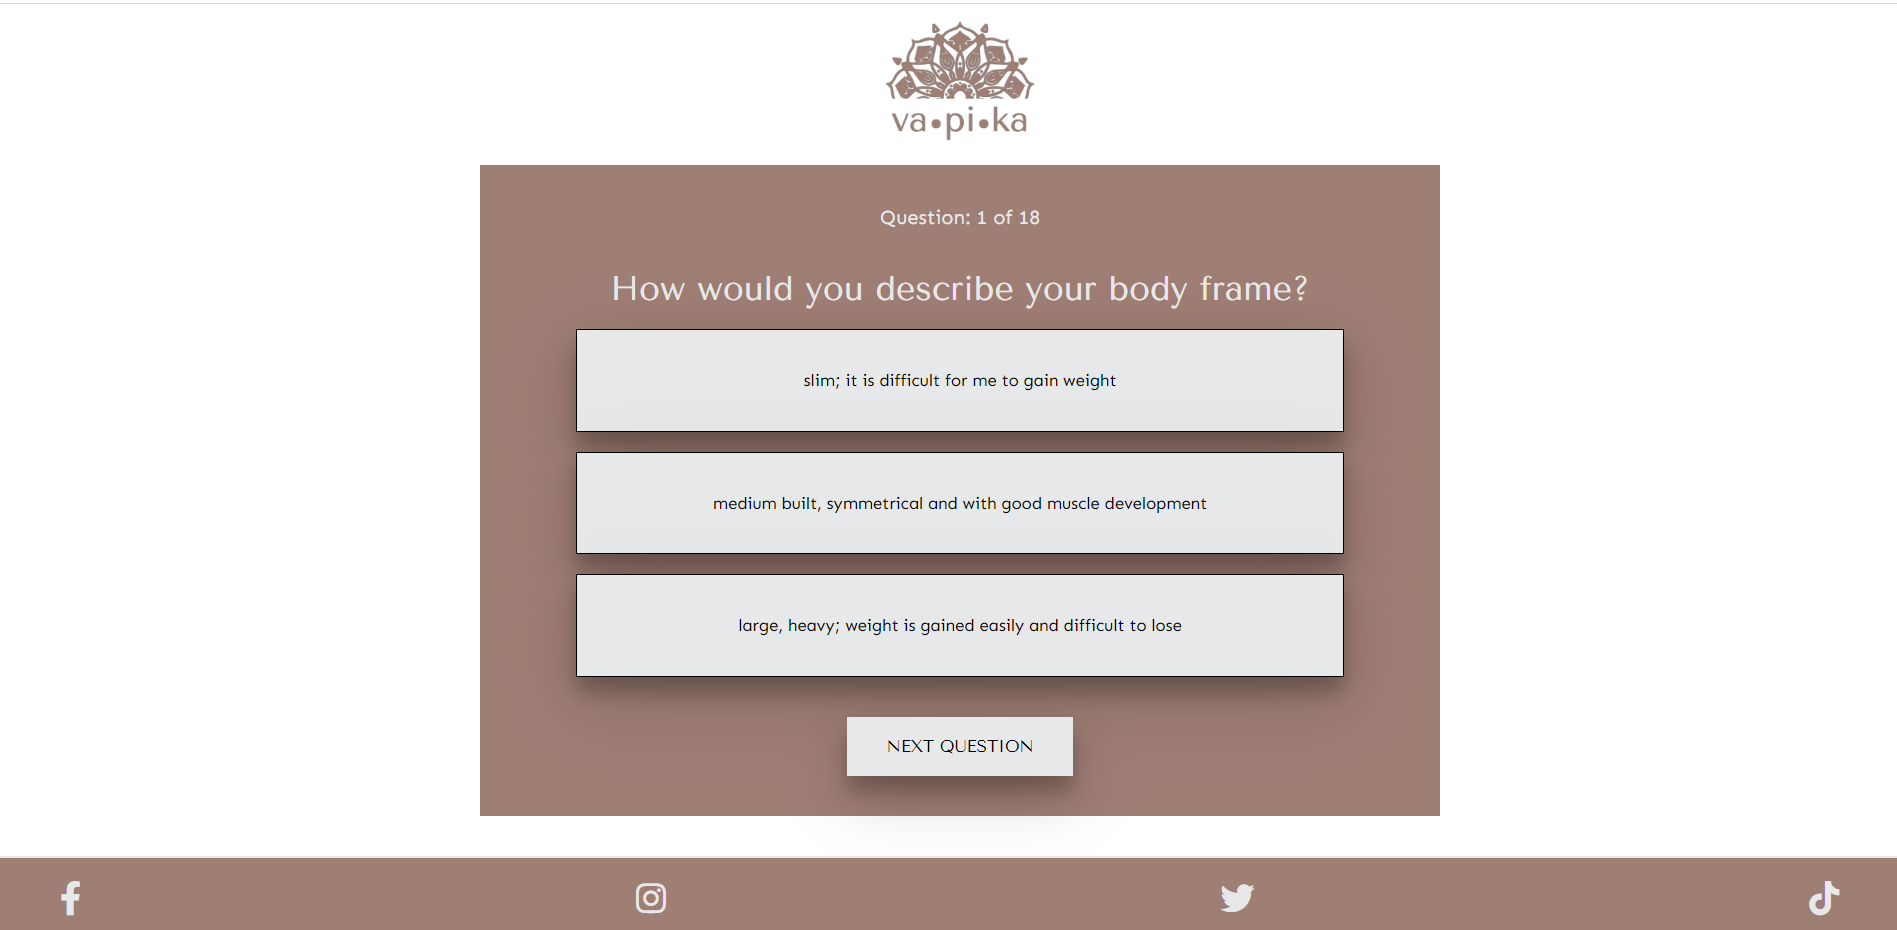 va•pi•ka
Question: 1 of 18
How would you describe your body frame?
slim; it is difficult for me to gain weight
medium built, symmetrical and with good muscle development
large, heavy; weight is gained easily and difficult to lose
NEXT QUESTION